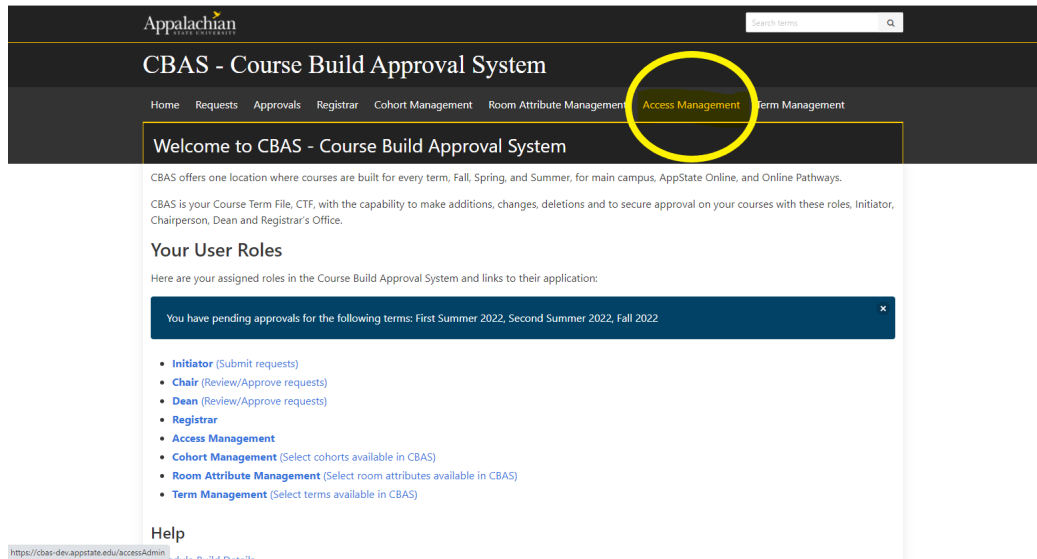 Appalachian
STATE UNIVERSITY
Search terms
CBAS - Course Build Approval System
Home Requests Approvals Registrar Cohort Management Room Attribute Management Access Management Term Management
Welcome to CBAS - Course Build Approval System
CBAS offers one location where courses are built for every term, Fall, Spring, and Summer, for main campus, AppState Online, and Online Pathways.
CBAS is your Course Term File, CTF, with the capability to make additions, changes, deletions and to secure approval on your courses with these roles, Initiator,
Chairperson, Dean and Registrar's Office.
Your User Roles
Here are your assigned roles in the Course Build Approval System and links to their application:
You have pending approvals for the following terms: First Summer 2022, Second Summer 2022, Fall 2022
Initiator (Submit requests)
Chair (Review/Approve requests)
Dean (Review/Approve requests)
Registrar
Access Management
Cohort Management (Select cohorts available in CBAS)
Room Attribute Management (Select room attributes available in CBAS)
Term Management (Select terms available in CBAS)
Help
https://cbas-dev.appstate.edu/accessAdmin
Build Details